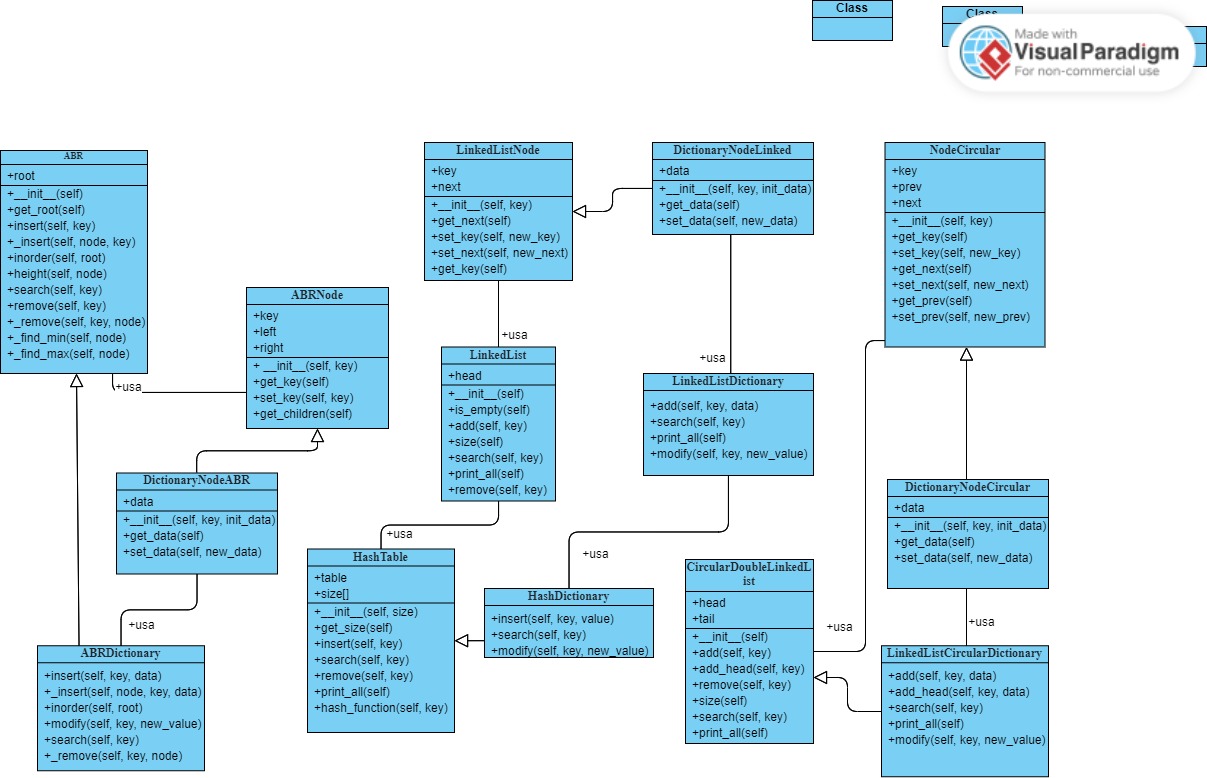 Class
Class
Made with
VisualParadigm
For non-commercial use
ABR
+root
+__init__(self)
+get_root(self)
+insert(self, key)
+_insert(self, node, key)
+inorder(self, root)
+height(self, node)
+search(self, key)
+remove(self, key)
+_remove(self, key, node)
+_find_min(self, node)
+_find_max(self, node)
+usa
ABRNode
+key
+left
+right
+ __init__(self, key)
+get_key(self)
+set_key(self, key)
+get_children(self)
DictionaryNodeABR
+data
+__init__(self, key, init_data)
+get_data(self)
+set_data(self, new_data)
+usa
ABRDictionary
+insert(self, key, data)
+_insert(self, node, key, data)
+inorder(self, root)
+modify(self, key, new_value)
+search(self, key)
+_remove(self, key, node)
LinkedListNode
+key
+next
+__init__(self, key)
+get_next(self)
+set_key(self, new_key)
+set_next(self, new_next)
+get_key(self)
+usa
LinkedList
+head
+__init__(self)
+is_empty(self)
+add(self, key)
+size(self)
+search(self, key)
+print_all(self)
+remove(self, key)
+usa
HashTable
+table
+size[]
+__init__(self, size)
+get_size(self)
+insert(self, key)
+search(self, key)
+remove(self, key)
+print_all(self)
+hash_function(self, key)
DictionaryNodeLinked
+data
+__init__(self, key, init_data)
+get_data(self)
+set_data(self, new_data)
+usa
LinkedListDictionary
+add(self, key, data)
+search(self, key)
+print_all(self)
+modify(self, key, new_value)
+usa
HashDictionary
+insert(self, key, value)
+search(self, key)
+modify(self, key, new_value)
NodeCircular
+key
+prev
+next
+__init__(self, key)
+get_key(self)
+set_key(self, new_key)
+get_next(self)
+set_next(self, new_next)
+get_prev(self)
+set_prev(self, new_prev)
DictionaryNodeCircular
+data
+__init__(self, key, init_data)
+get_data(self)
+set_data(self, new_data)
+usa
CircularDoubleLinkedL
ist
+head
+tail
+__init__(self)
+add(self, key)
+add_head(self, key)
+remove(self, key)
+size(self)
+search(self, key)
+print_all(self)
+usa
LinkedListCircularDictionary
+add(self, key, data)
+add_head(self, key, data)
+search(self, key)
+print_all(self)
+modify(self, key, new_value)